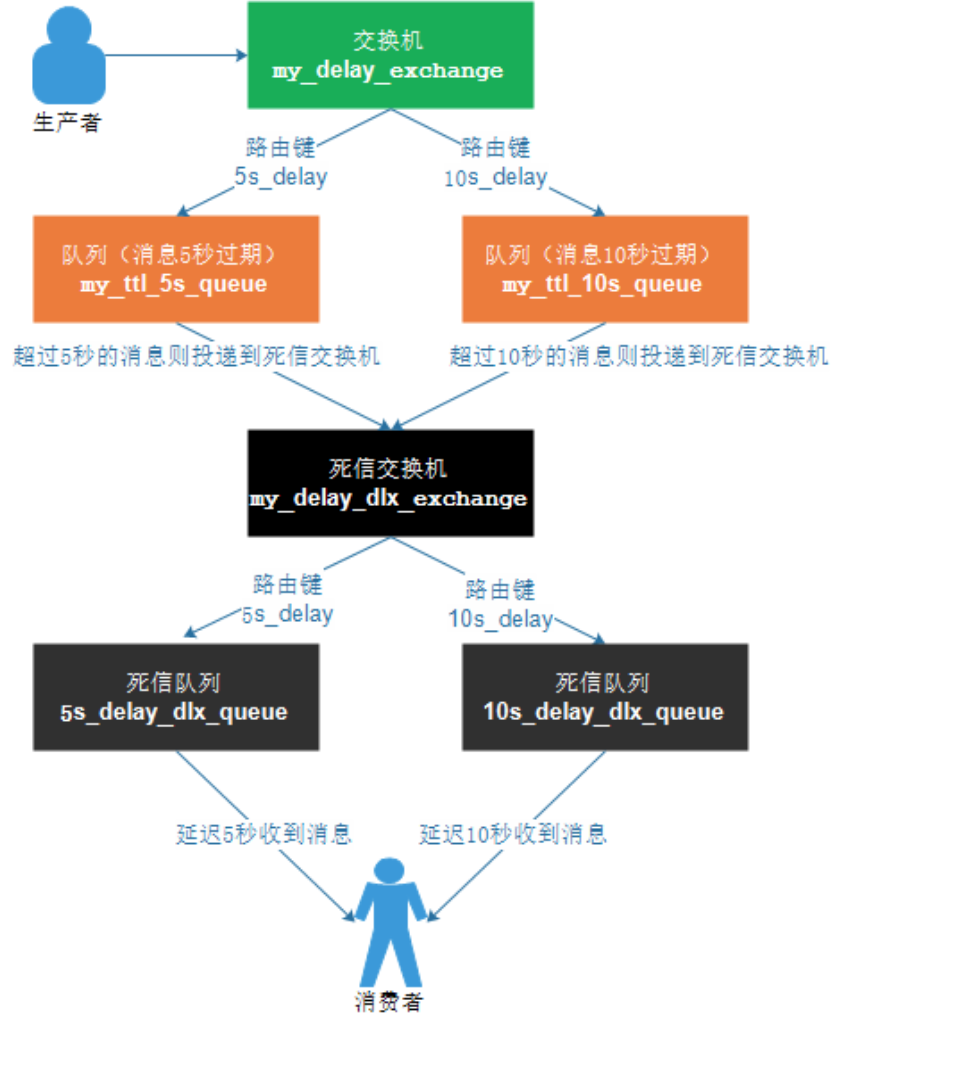 交换机
my_delay_exchange
生产者
路由键
5s_delay
路由键
10s_delay
队列（消息5秒过期）
my_ttl_5s_queue
队列（消息10秒过期）
my_ttl_10s_queue
超过5秒的消息则投递到死信交换机
超过10秒的消息则投递到死信交换机
死信交换机
my_delay_dlx_exchange
路由键
5s_delay
路由键
10s_delay
死信队列
5s_delay_dlx_queue
死信队列
10s_delay_dlx_queue
延迟5秒收到消息
延迟10秒收到消息
消费者